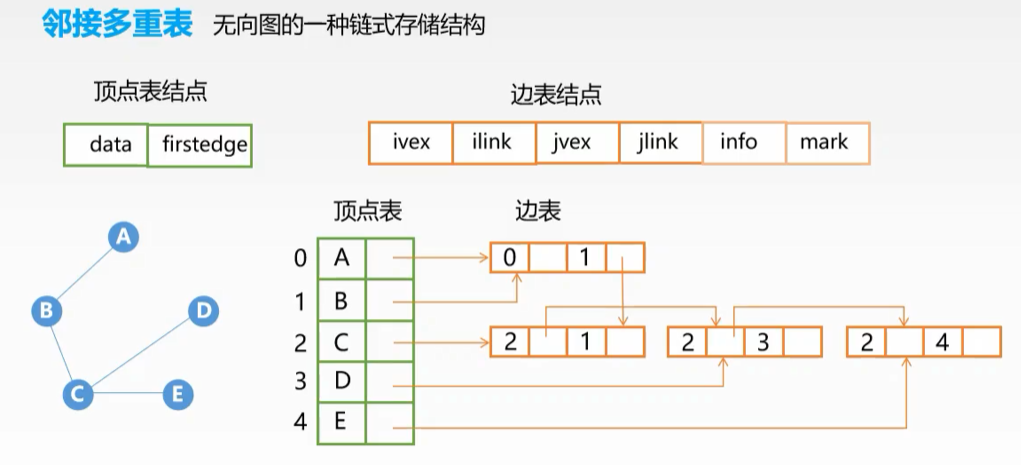 邻接多重表 无向图的一种链式存储结构
顶点表结点 边表结点
data firstedge ivex ilink jvex jlink info mark
顶点表 边表
A
0 A 0 1
B D 1 B
2 C 2 1 2 3 2 4
3 D
C E
4 E